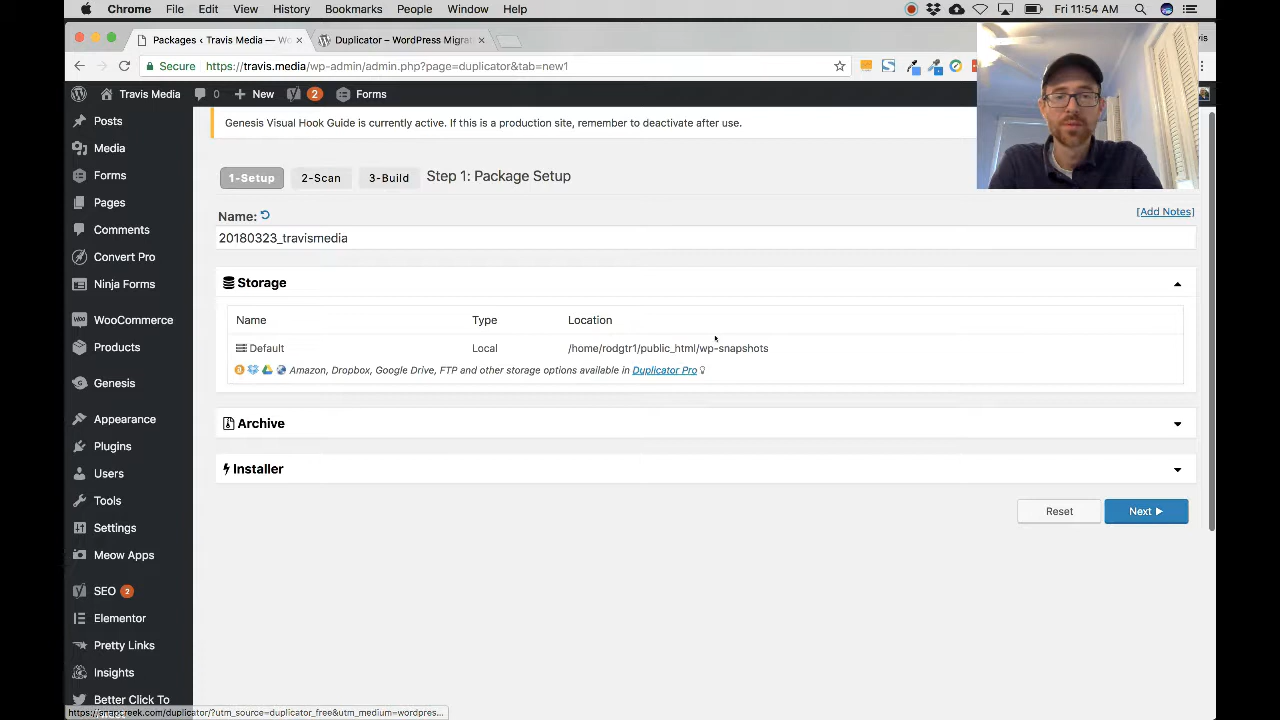 Chrome File Edit View History Bookmarks People Window Help Fri 11:54 AM
Packages ‹ Travis Media — Wo × Duplicator – WordPress Migrat ×
Secure https://travis.media/wp-admin/admin.php?page=duplicator&tab=new1
Travis Media 0 + New 2 Forms
Posts
Media
Forms
Pages
Comments
Convert Pro
Ninja Forms
WooCommerce
Products
Genesis
Appearance
Plugins
Users
Tools
Settings
Meow Apps
SEO 2
Elementor
Pretty Links
Insights
Better Click To
Genesis Visual Hook Guide is currently active. If this is a production site, remember to deactivate after use.
1-Setup 2-Scan 3-Build Step 1: Package Setup
[Add Notes]
Name:
20180323_travismedia
Storage
Name Type Location
Default Local /home/rodgtr1/public_html/wp-snapshots
Amazon, Dropbox, Google Drive, FTP and other storage options available in Duplicator Pro
Archive
Installer
Reset Next
https://snapcreek.com/duplicator/?utm_source=duplicator_free&utm_medium=wordpres...